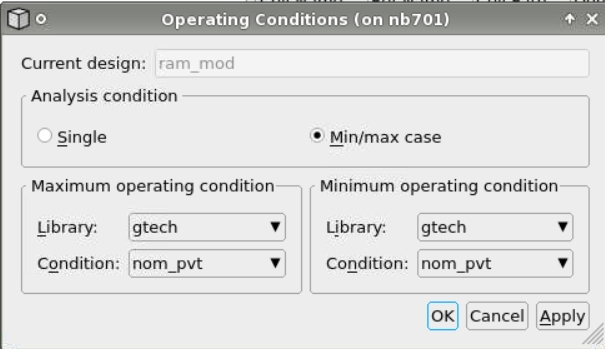 Operating Conditions (on nb701)
Current design: ram_mod
Analysis condition
Single Min/max case
Maximum operating condition Minimum operating condition
Library: gtech Library: gtech
Condition: nom_pvt Condition: nom_pvt
OK Cancel Apply